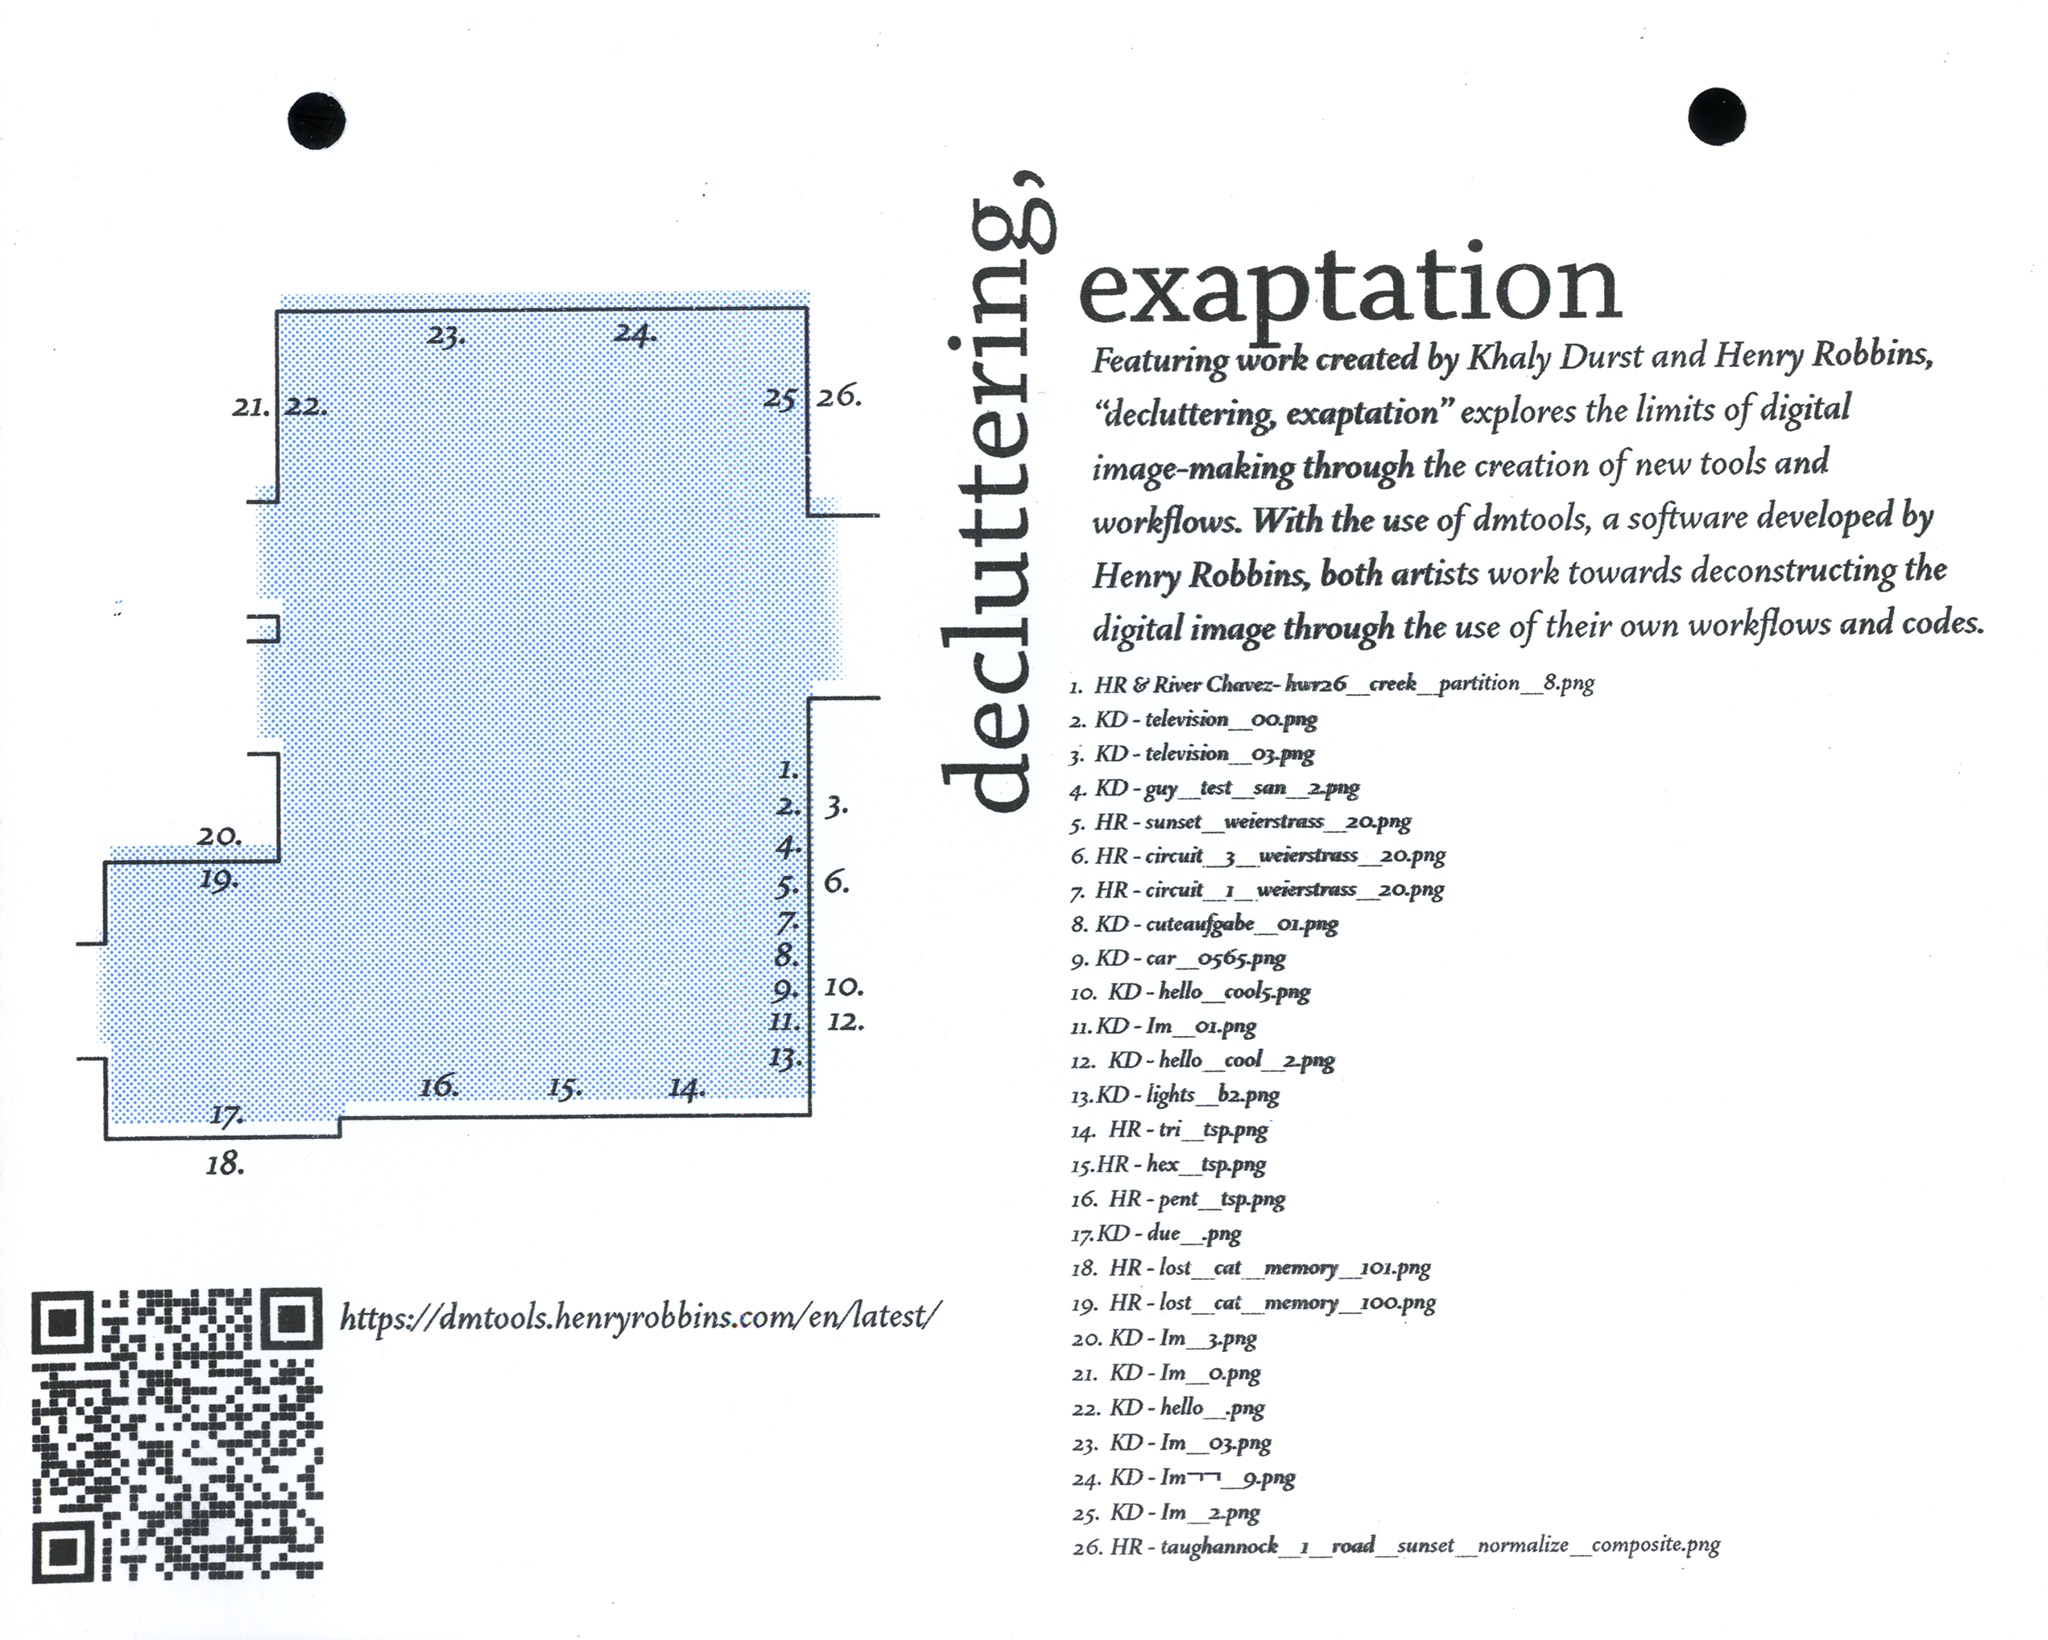 decluttering,
exaptation
Featuring work created by Khaly Durst and Henry Robbins,
“decluttering, exaptation” explores the limits of digital
image-making through the creation of new tools and
workflows. With the use of dmtools, a software developed by
Henry Robbins, both artists work towards deconstructing the
digital image through the use of their own workflows and codes.
1. HR & River Chavez- hwr26__creek__partition__8.png
2. KD - television__00.png
3. KD - television__03.png
4. KD - guy__test__san__2.png
5. HR - sunset__weierstrass__20.png
6. HR - circuit__3__weierstrass__20.png
7. HR - circuit__1__weierstrass__20.png
8. KD - cuteaufgabe__01.png
9. KD - car__0565.png
10. KD - hello__cool5.png
11. KD - Im__01.png
12. KD - hello__cool__2.png
13. KD - lights__b2.png
14. HR - tri__tsp.png
15. HR - hex__tsp.png
16. HR - pent__tsp.png
17. KD - due__.png
18. HR - lost__cat__memory__101.png
19. HR - lost__cat__memory__100.png
20. KD - Im__3.png
21. KD - Im__0.png
22. KD - hello__.png
23. KD - Im__03.png
24. KD - Im¬¬__9.png
25. KD - Im__2.png
26. HR - taughannock__1__road__sunset__normalize__composite.png
23. 24.
21. 22. 25 26.
1.
2. 3.
4.
20.
19. 5. 6.
7.
8.
9. 10.
11. 12.
13.
16. 15. 14.
17.
18.
https://dmtools.henryrobbins.com/en/latest/